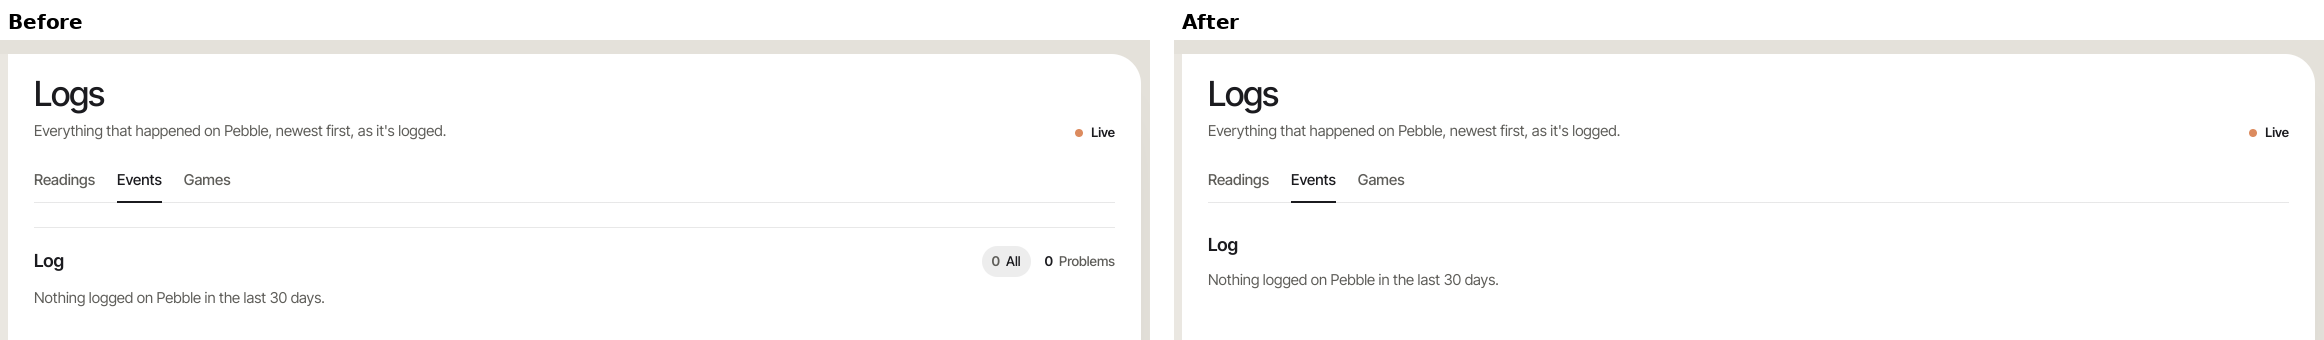 Before
Logs
Everything that happened on Pebble, newest first, as it's logged.
Live
Readings Events Games
Log
0 All 0 Problems
Nothing logged on Pebble in the last 30 days.
After
Logs
Everything that happened on Pebble, newest first, as it's logged.
Live
Readings Events Games
Log
Nothing logged on Pebble in the last 30 days.